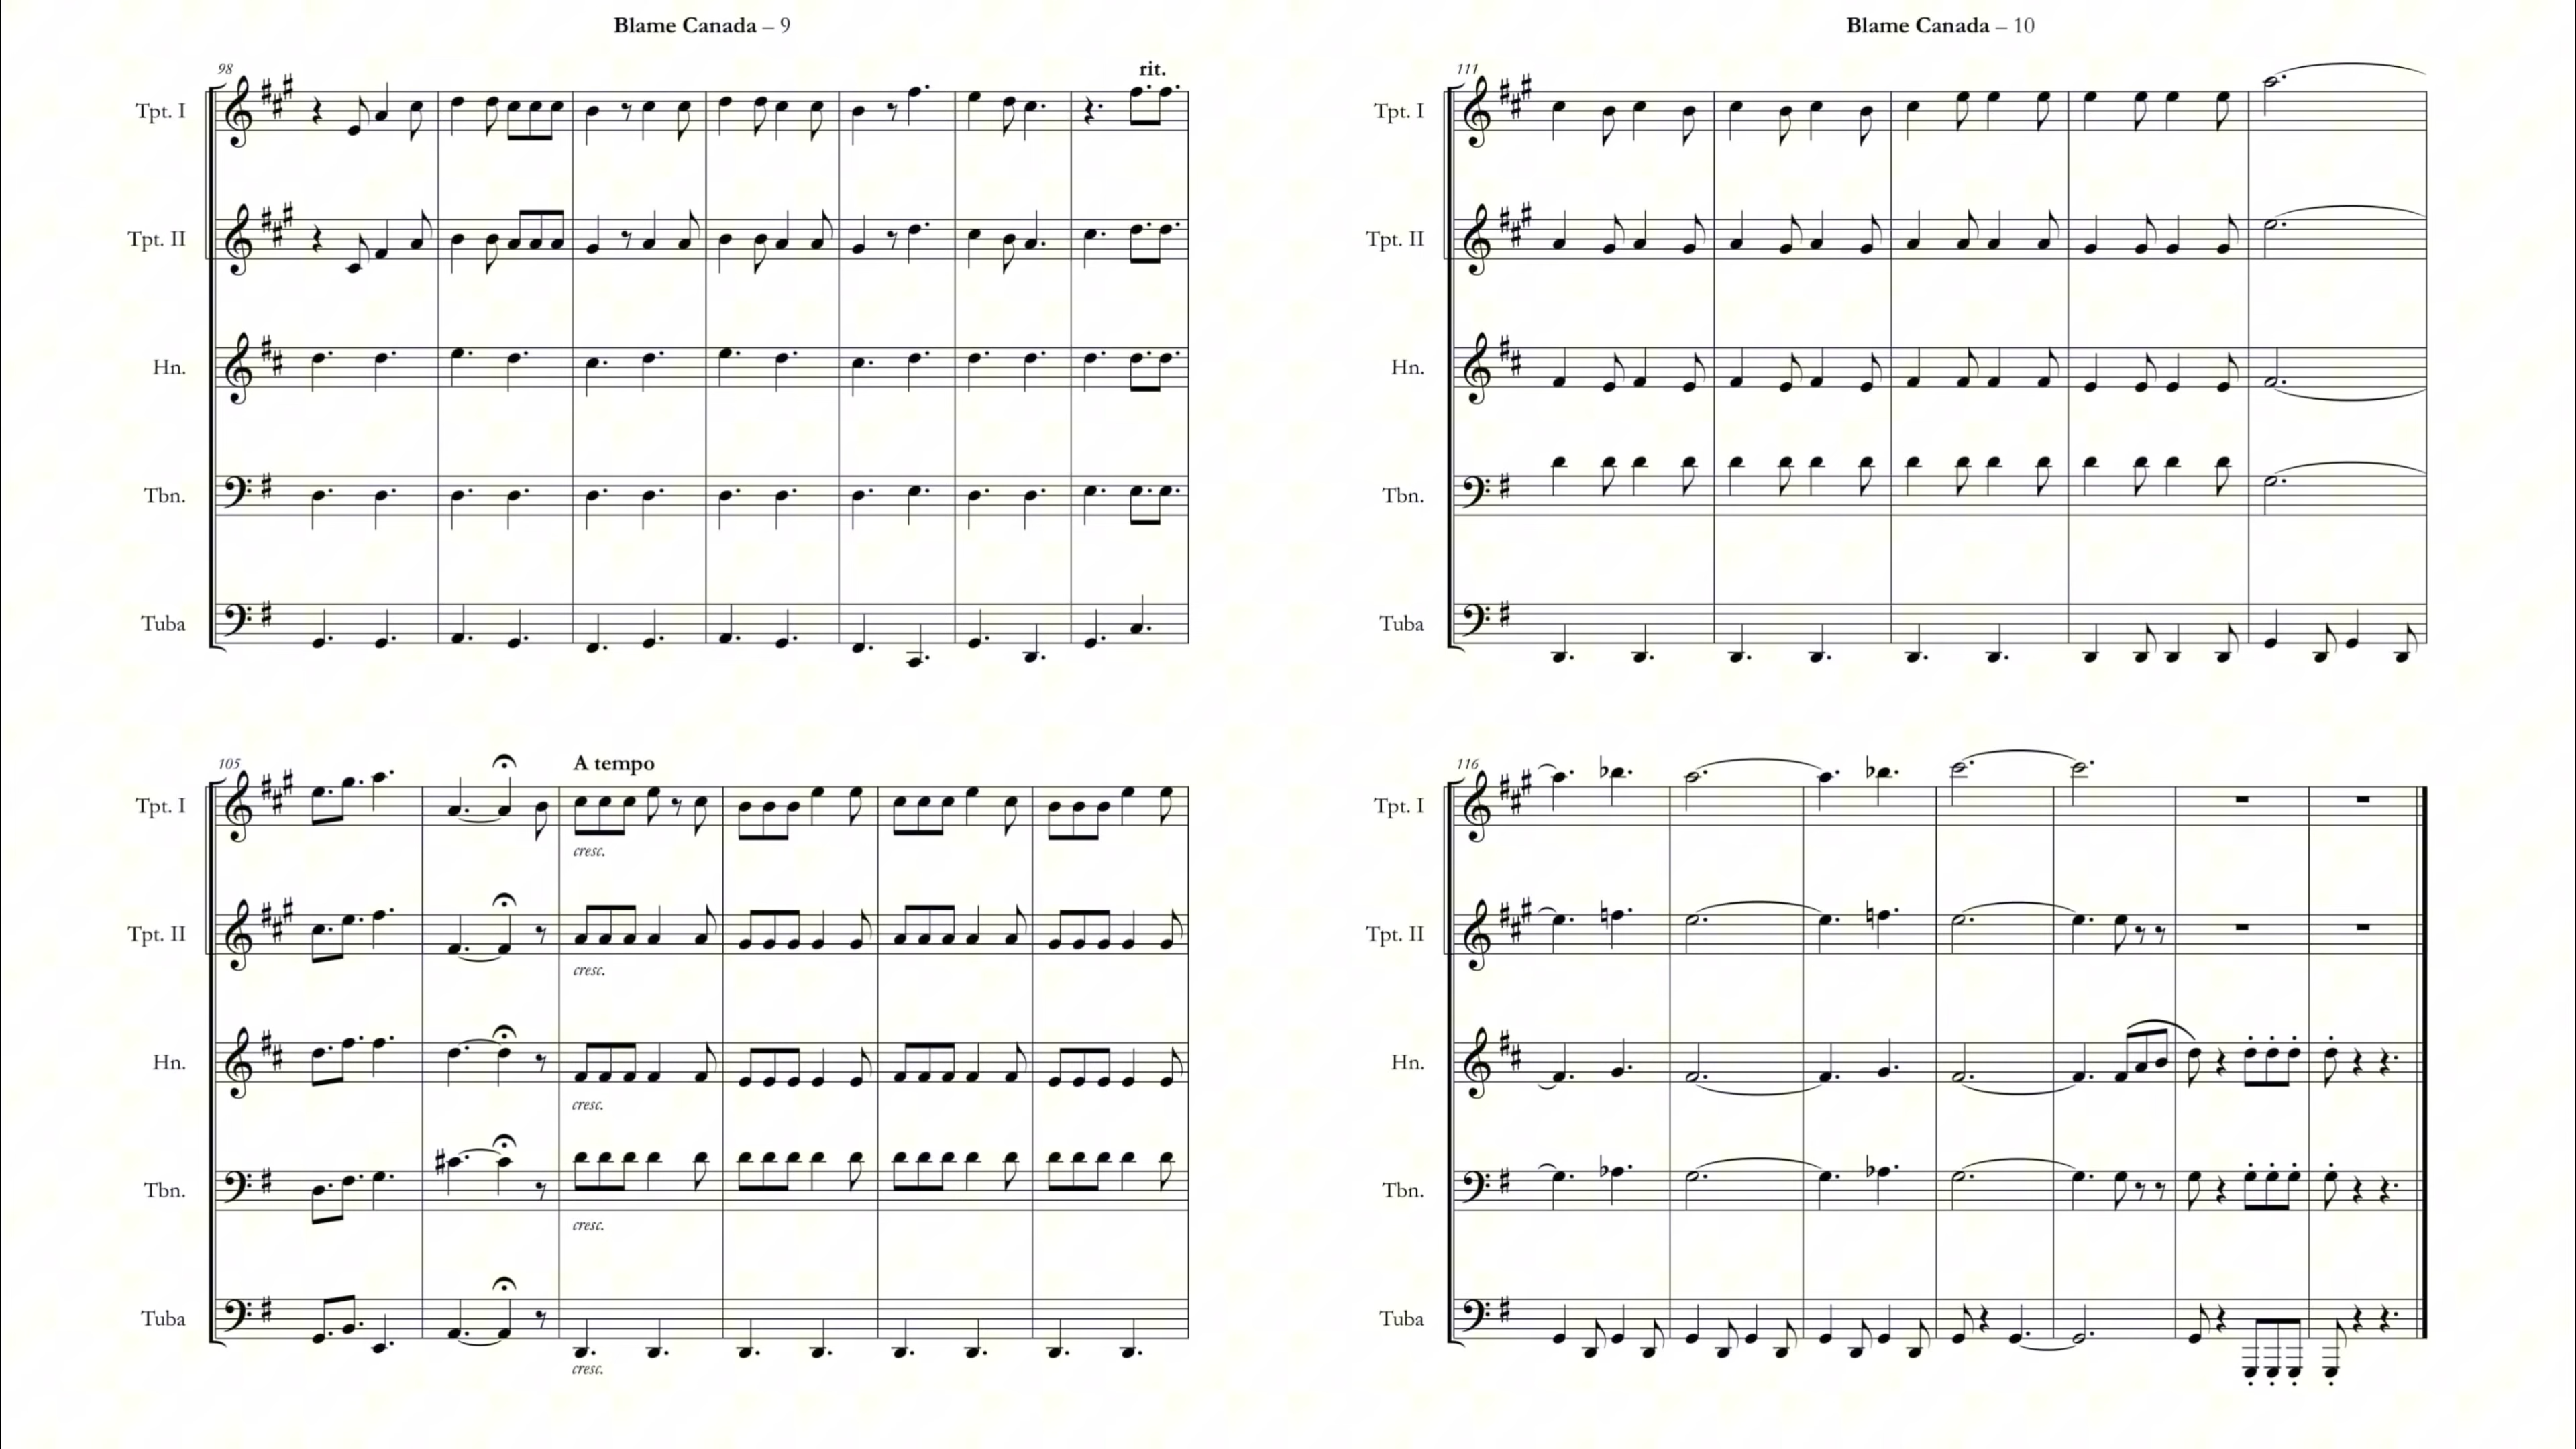 Blame Canada – 9
98
rit.
Tpt. I
Tpt. II
Hn.
Tbn.
Tuba
105
A tempo
Tpt. I
cresc.
Tpt. II
cresc.
Hn.
cresc.
Tbn.
cresc.
Tuba
cresc.
Blame Canada – 10
111
Tpt. I
Tpt. II
Hn.
Tbn.
Tuba
116
Tpt. I
Tpt. II
Hn.
Tbn.
Tuba